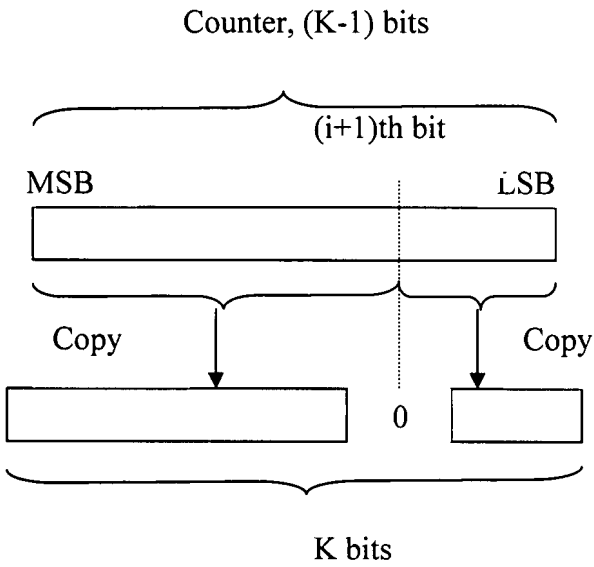 Counter, (K-1) bits
(i+1)th bit
MSB LSB
Copy Copy
0
K bits